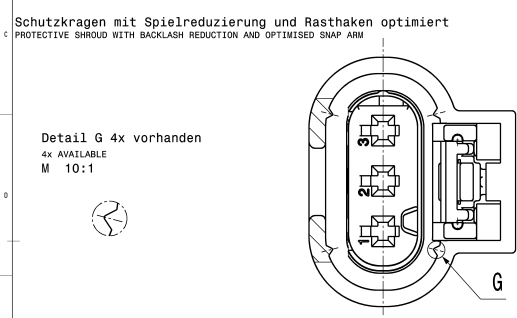 Schutzkragen mit Spielreduzierung und Rasthaken optimiert
C PROTECTIVE SHROUD WITH BACKLASH REDUCTION AND OPTIMISED SNAP ARM
3
Detail G 4x vorhanden
4x AVAILABLE
M 10:1
2
D
1
G